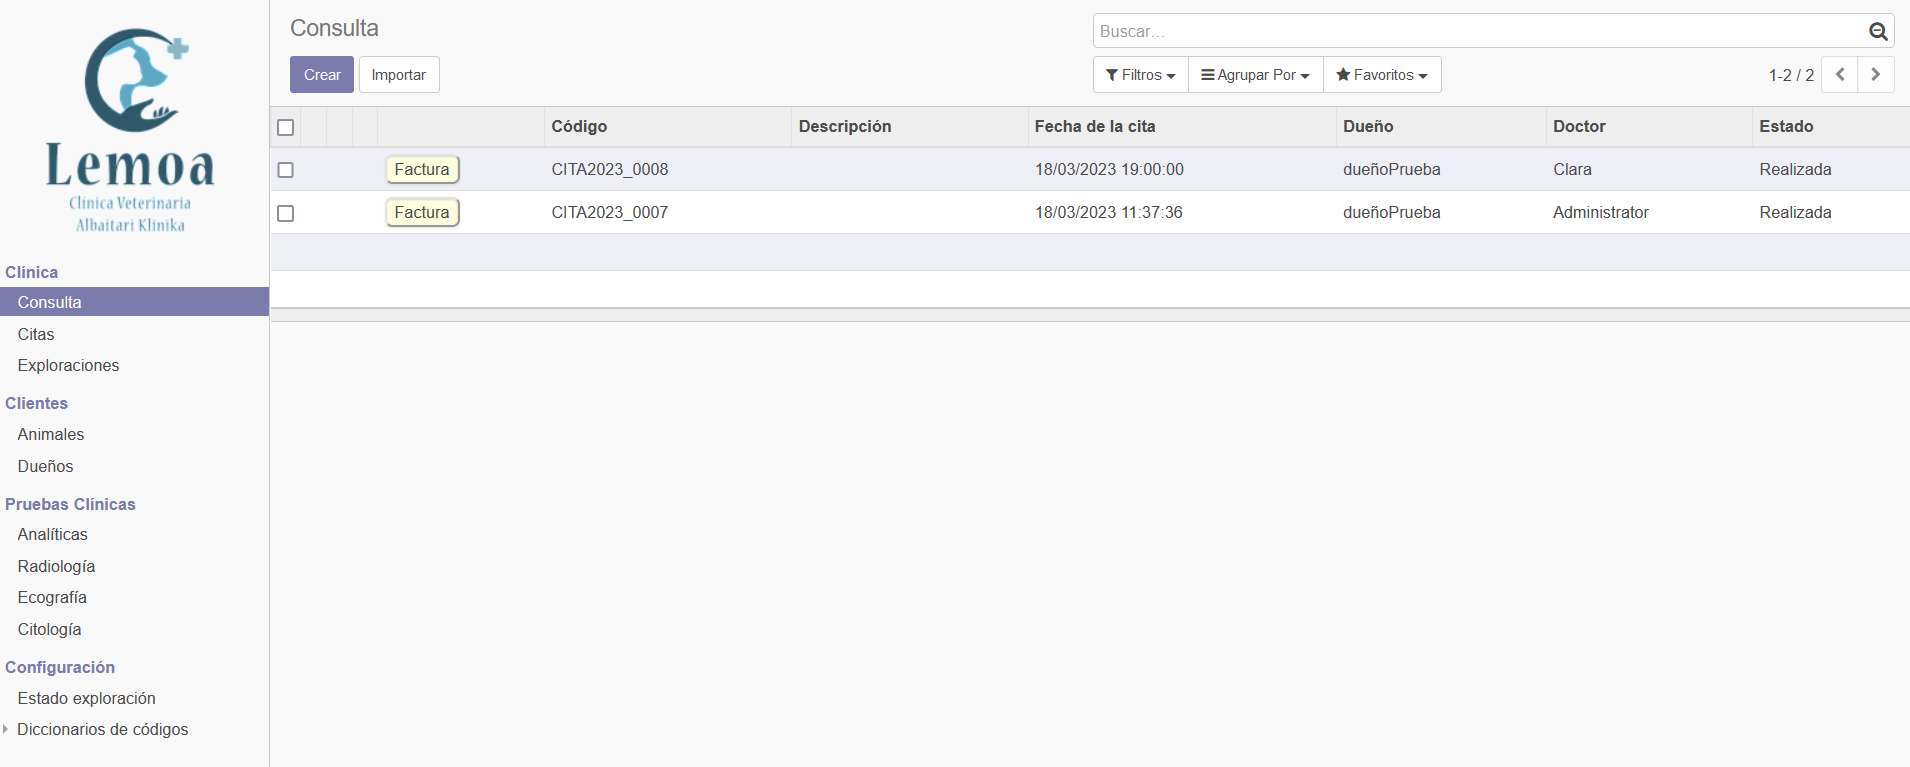 Lemoa
Clínica Veterinaria
Albaitari Klinika
Clínica
Consulta
Citas
Exploraciones
Clientes
Animales
Dueños
Pruebas Clínicas
Analíticas
Radiología
Ecografía
Citología
Configuración
Estado exploración
Diccionarios de códigos
Consulta
Buscar...
Crear Importar
Filtros Agrupar Por Favoritos 1-2 / 2
Código Descripción Fecha de la cita Dueño Doctor Estado
Factura CITA2023_0008 18/03/2023 19:00:00 dueñoPrueba Clara Realizada
Factura CITA2023_0007 18/03/2023 11:37:36 dueñoPrueba Administrator Realizada